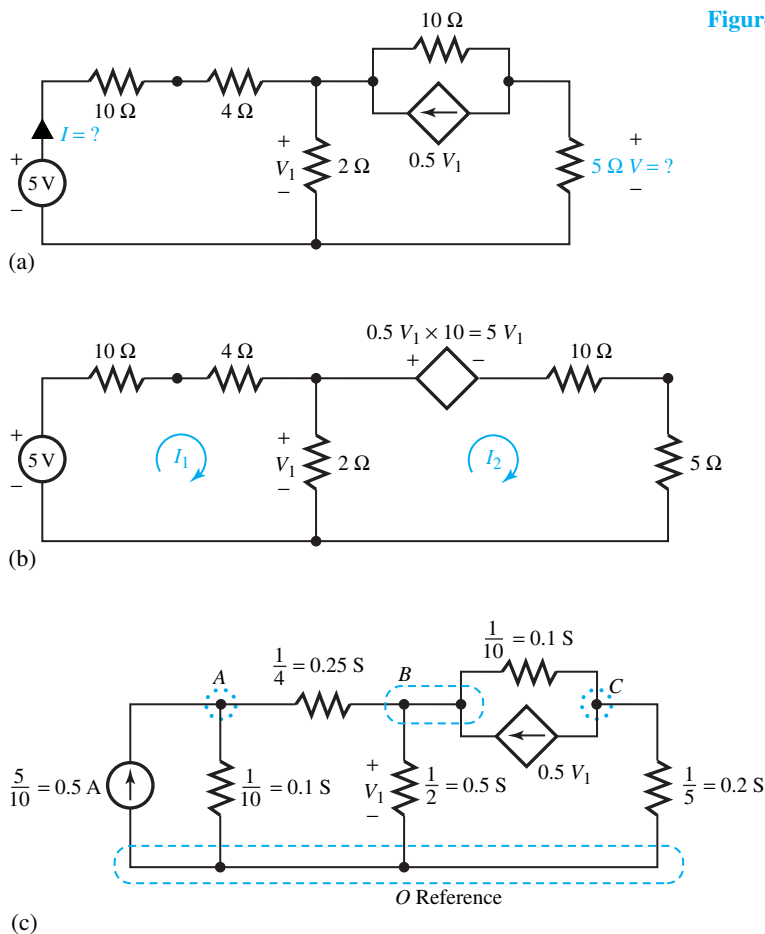 Figur
10 Ω
10 Ω
4 Ω
I = ?
+
5 V
−
+
V1
−
2 Ω
0.5 V1
+
5 Ω V = ?
−
(a)
0.5 V1 × 10 = 5 V1
10 Ω
4 Ω
+ −
10 Ω
+
5 V
−
I1
+
V1
−
2 Ω
I2
5 Ω
(b)
1/10 = 0.1 S
1/4 = 0.25 S
A
B
C
5/10 = 0.5 A
1/10 = 0.1 S
+
V1
−
1/2 = 0.5 S
0.5 V1
1/5 = 0.2 S
O Reference
(c)